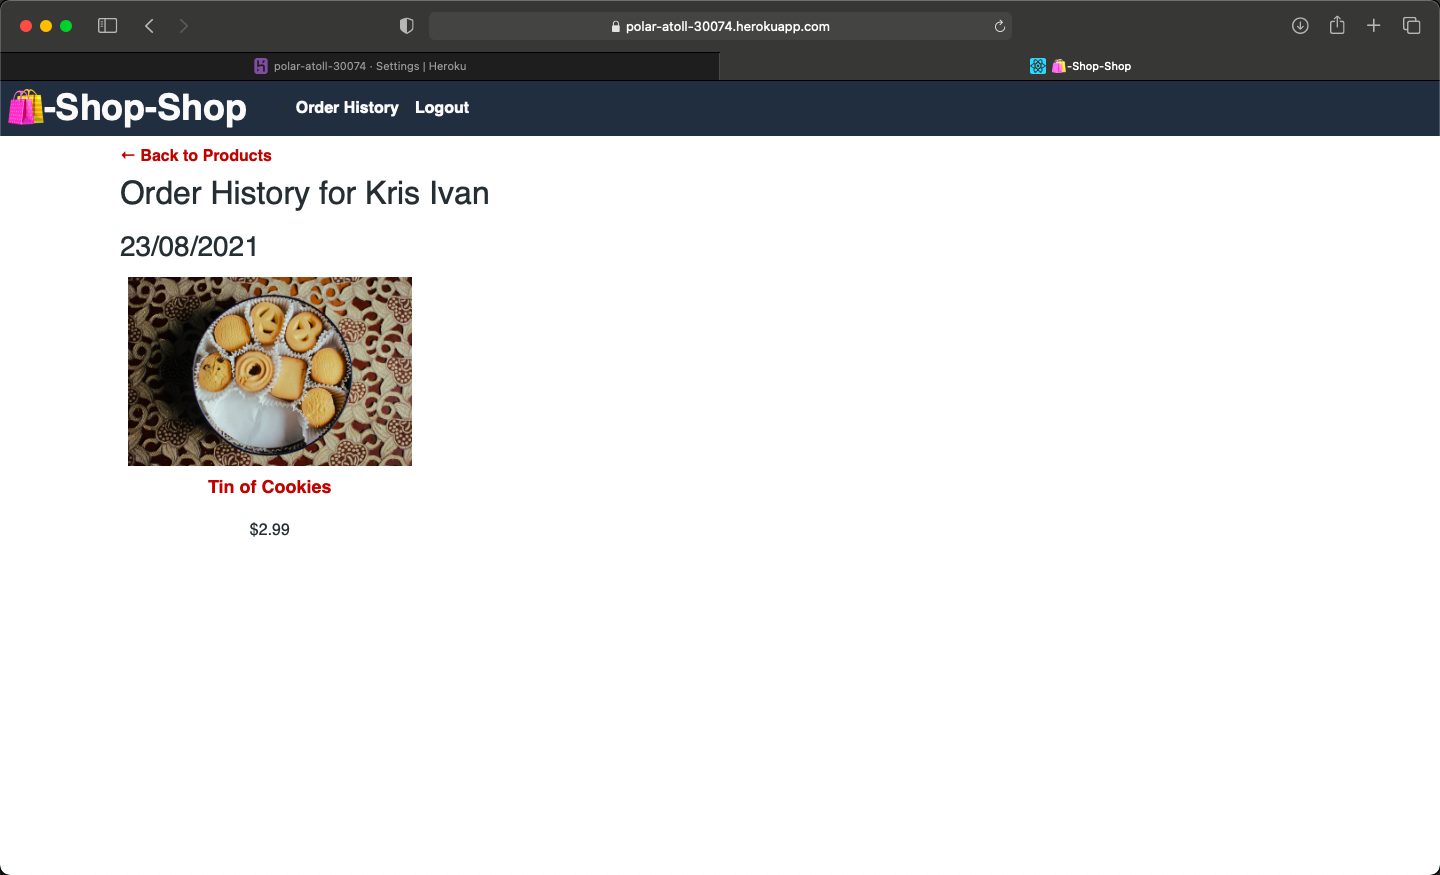 polar-atoll-30074.herokuapp.com
polar-atoll-30074 · Settings | Heroku
🛍️-Shop-Shop
🛍️-Shop-Shop
Order History
Logout
← Back to Products
Order History for Kris Ivan
23/08/2021
Tin of Cookies
$2.99